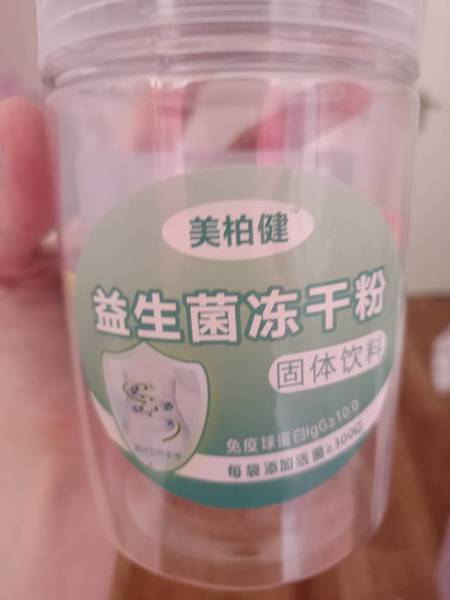 美柏健
益生菌冻干粉
固体饮料
免疫球蛋白IgG≥10.0
每袋添加活菌≥300亿